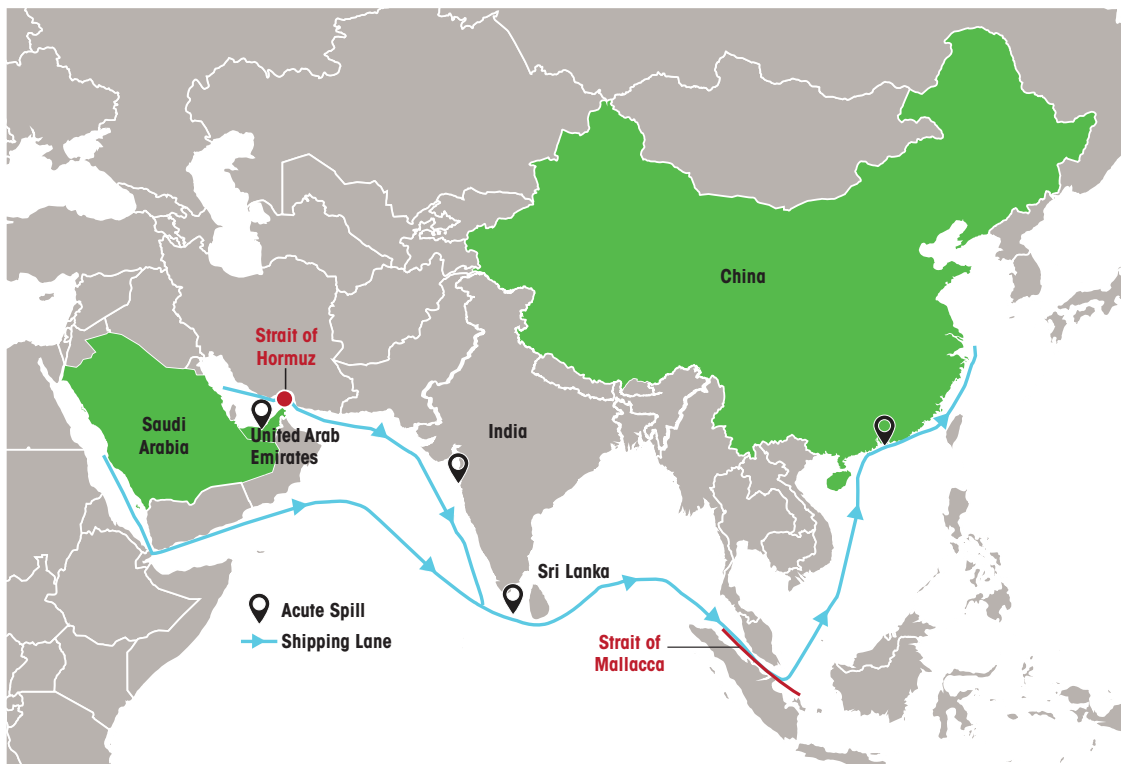 China
Strait of
Hormuz
Saudi
Arabia
United Arab
Emirates
India
Sri Lanka
Acute Spill
Shipping Lane
Strait of
Mallacca